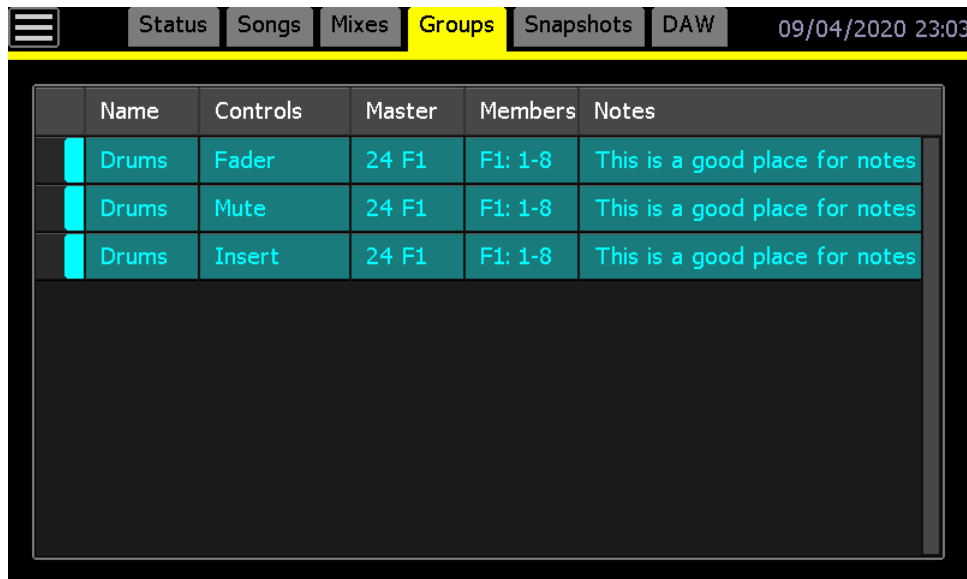 Status Songs Mixes Groups Snapshots DAW 09/04/2020 23:03
Name Controls Master Members Notes
Drums Fader 24 F1 F1: 1-8 This is a good place for notes
Drums Mute 24 F1 F1: 1-8 This is a good place for notes
Drums Insert 24 F1 F1: 1-8 This is a good place for notes